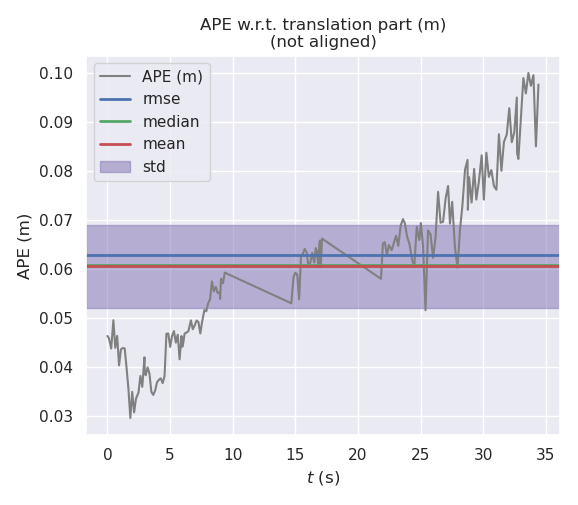 APE w.r.t. translation part (m)
(not aligned)
APE (m)
rmse
median
mean
std
0.10
0.09
0.08
0.07
0.06
0.05
0.04
0.03
APE (m)
0 5 10 15 20 25 30 35
t (s)